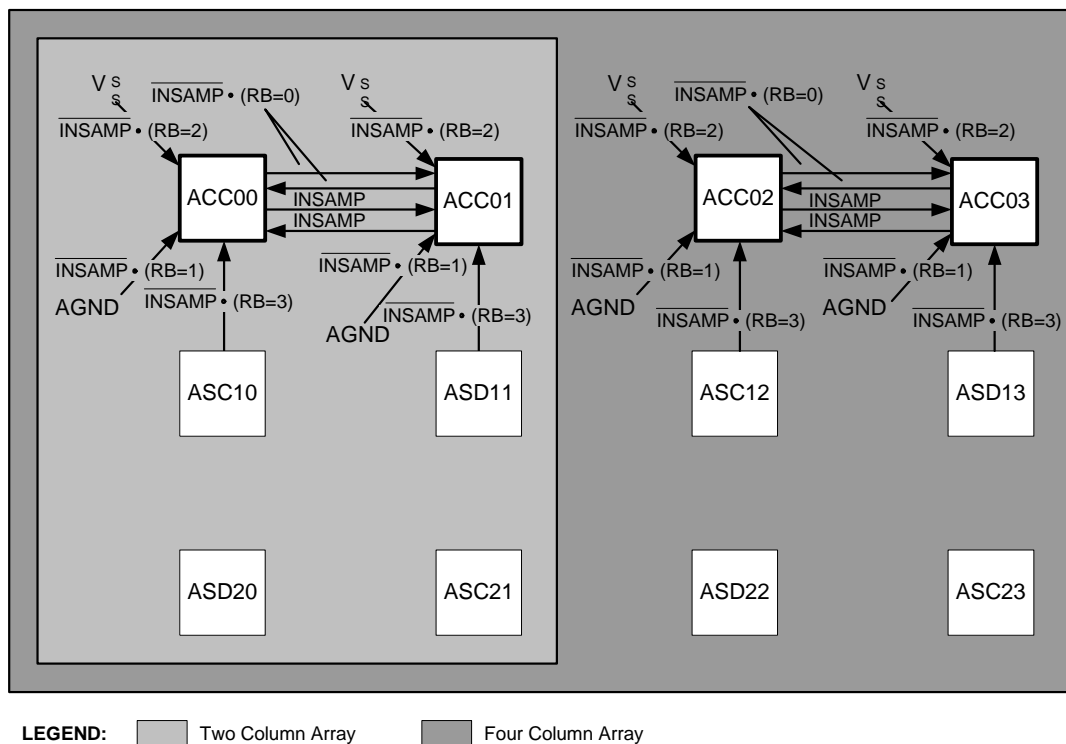 V S S
INSAMP • (RB=0)
V S S
INSAMP • (RB=2)
INSAMP • (RB=2)
V S S
INSAMP • (RB=0)
V S S
INSAMP • (RB=2)
INSAMP • (RB=2)
ACC00
INSAMP
INSAMP
ACC01
ACC02
INSAMP
INSAMP
ACC03
INSAMP • (RB=1)
AGND
INSAMP • (RB=3)
INSAMP • (RB=1)
AGND
INSAMP • (RB=3)
INSAMP • (RB=1)
AGND
INSAMP • (RB=3)
INSAMP • (RB=1)
AGND
INSAMP • (RB=3)
ASC10
ASD11
ASC12
ASD13
ASD20
ASC21
ASD22
ASC23
LEGEND:
Two Column Array
Four Column Array